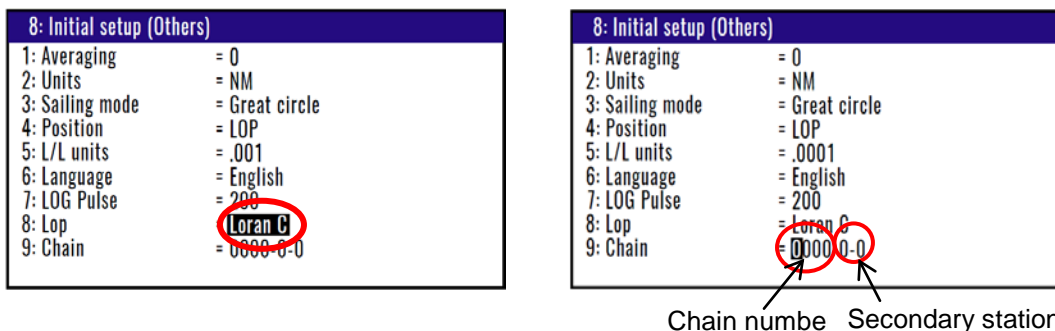 8: Initial setup (Others)
1: Averaging = 0
2: Units = NM
3: Sailing mode = Great circle
4: Position = LOP
5: L/L units = .001
6: Language = English
7: LOG Pulse = 200
8: Lop = Loran C
9: Chain = 0000-0-0
8: Initial setup (Others)
1: Averaging = 0
2: Units = NM
3: Sailing mode = Great circle
4: Position = LOP
5: L/L units = .0001
6: Language = English
7: LOG Pulse = 200
8: Lop = Loran C
9: Chain = 0000-0-0
Chain numbe Secondary station